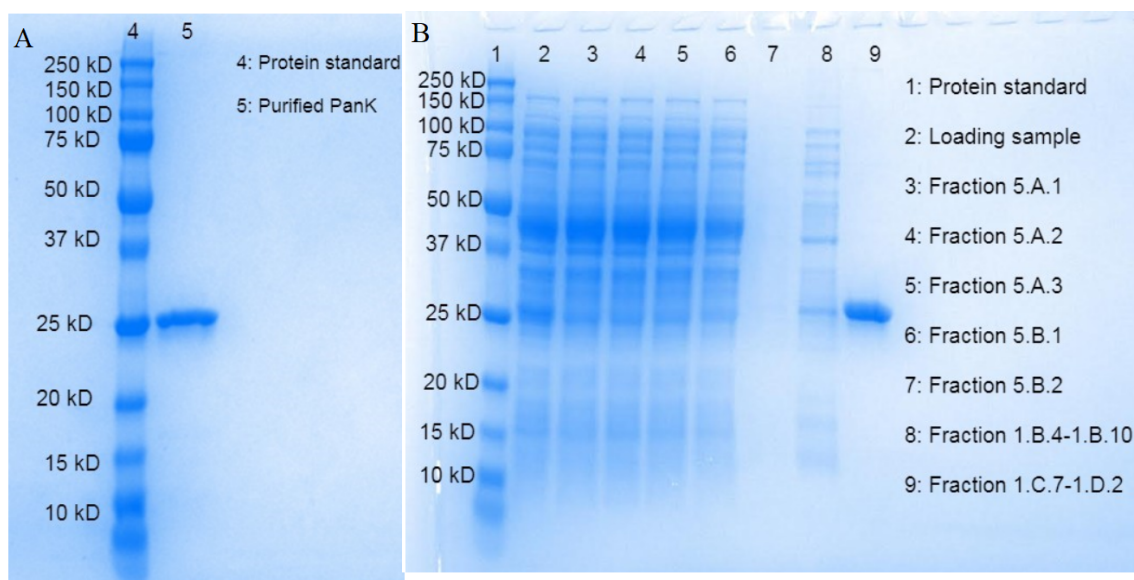 A
4 5
250 kD
150 kD
100 kD
75 kD
50 kD
37 kD
25 kD
20 kD
15 kD
10 kD
4: Protein standard
5: Purified PanK
B
1 2 3 4 5 6 7 8 9
250 kD
150 kD
100 kD
75 kD
50 kD
37 kD
25 kD
20 kD
15 kD
10 kD
1: Protein standard
2: Loading sample
3: Fraction 5.A.1
4: Fraction 5.A.2
5: Fraction 5.A.3
6: Fraction 5.B.1
7: Fraction 5.B.2
8: Fraction 1.B.4-1.B.10
9: Fraction 1.C.7-1.D.2